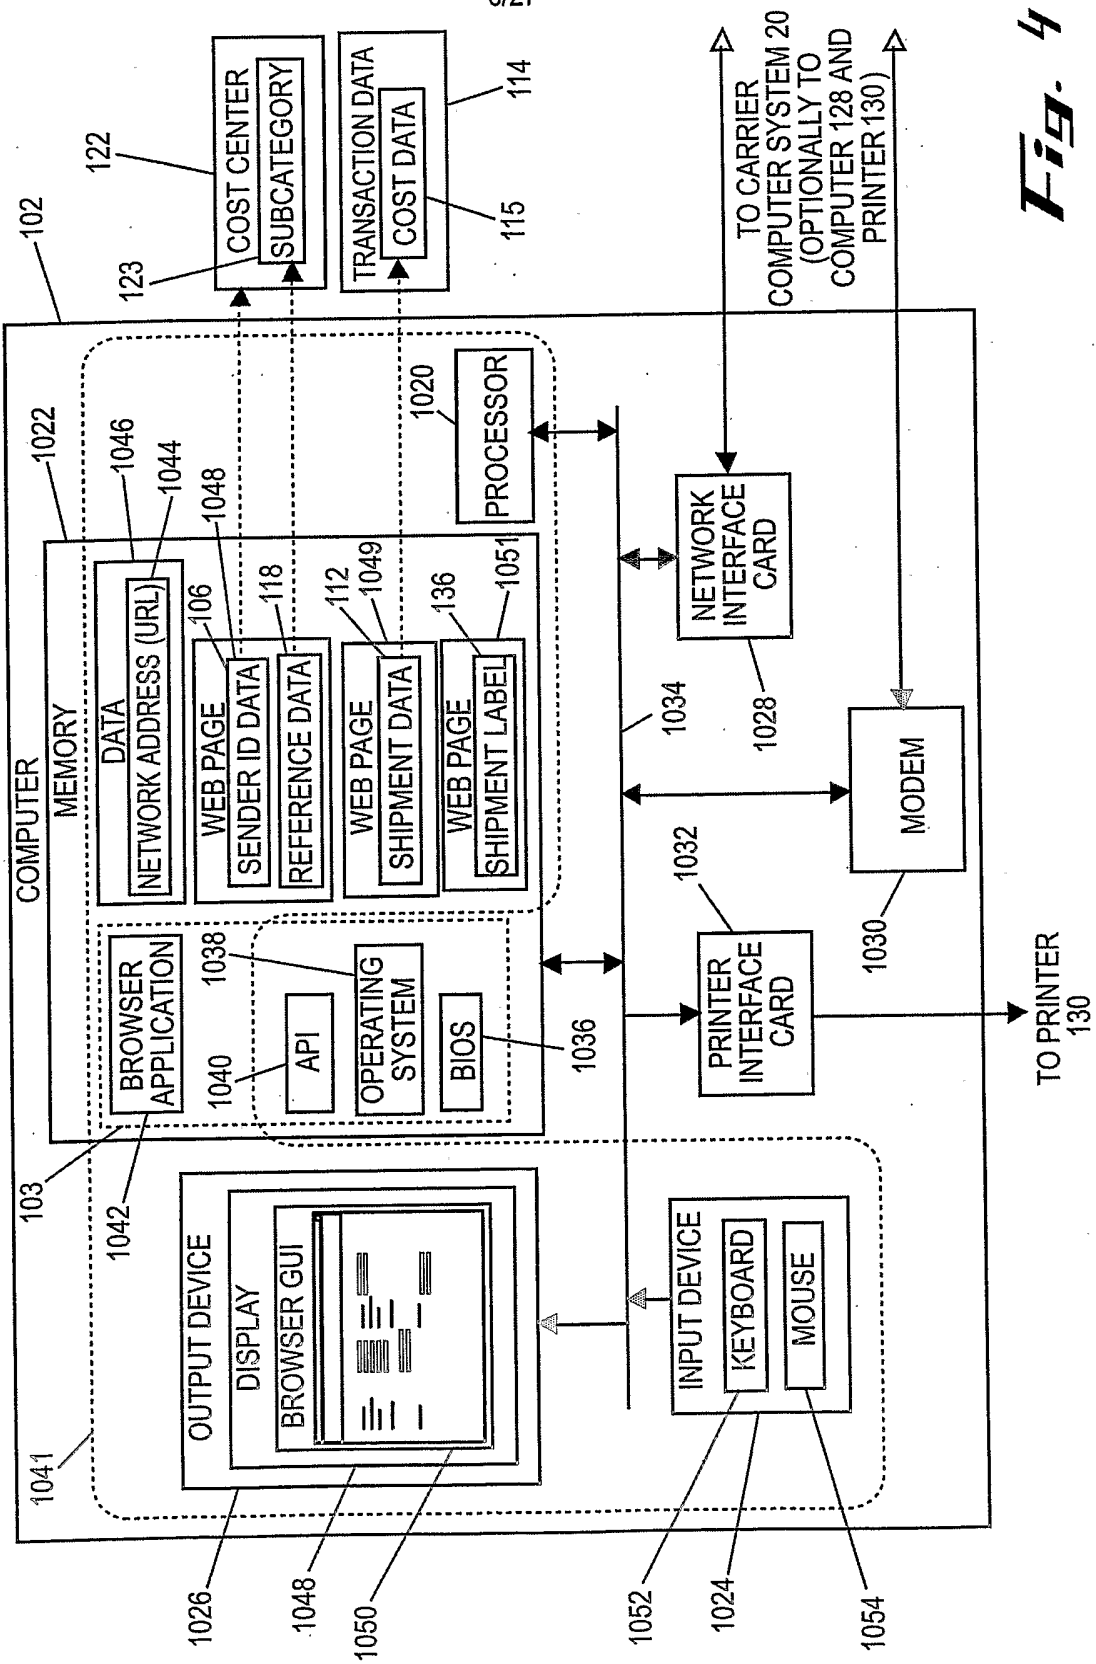 102
122
COST CENTER
SUBCATEGORY
123
TRANSACTION DATA
COST DATA
114
115
COMPUTER
MEMORY
1022
DATA
NETWORK ADDRESS (URL)
1046
1044
WEB PAGE
SENDER ID DATA
REFERENCE DATA
106
1048
118
WEB PAGE
SHIPMENT DATA
112
1049
WEB PAGE
SHIPMENT LABEL
136
1051
PROCESSOR
1020
BROWSER
APPLICATION
103
1042
API
1040
OPERATING
SYSTEM
1038
BIOS
1036
1041
OUTPUT DEVICE
DISPLAY
BROWSER GUI
1026
1048
1050
INPUT DEVICE
KEYBOARD
MOUSE
1052
1024
1054
1034
PRINTER
INTERFACE
CARD
1032
TO PRINTER
130
NETWORK
INTERFACE
CARD
1028
MODEM
1030
TO CARRIER
COMPUTER SYSTEM 20
(OPTIONALLY TO
COMPUTER 128 AND
PRINTER 130)
Fig. 4